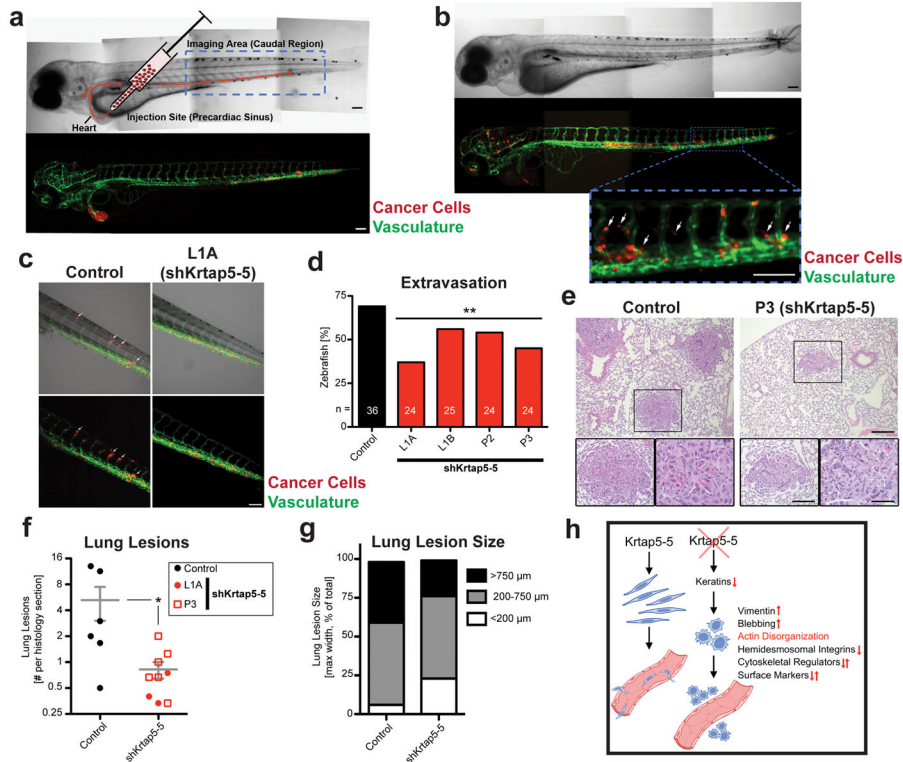 a
Imaging Area (Caudal Region)
Injection Site (Precardiac Sinus)
Heart
Cancer Cells
Vasculature
b
Cancer Cells
Vasculature
c
Control
L1A
(shKrtap5-5)
Cancer Cells
Vasculature
d
Extravasation
**
Zebrafish [%]
75
50
25
0
n =
36
24
25
24
24
Control
L1A
L1B
P2
P3
shKrtap5-5
e
Control
P3 (shKrtap5-5)
f
Lung Lesions
Lung Lesions
[# per histology section]
16
8
4
2
1
0.5
0.25
*
Control
L1A
P3
shKrtap5-5
Control
shKrtap5-5
g
Lung Lesion Size
Lung Lesion Size
[max width, % of total]
100
75
50
25
0
>750 µm
200-750 µm
<200 µm
Control
shKrtap5-5
h
Krtap5-5
Krtap5-5
Keratins↓
Vimentin↑
Blebbing↑
Actin Disorganization
Hemidesmosomal Integrins↓
Cytoskeletal Regulators↓↑
Surface Markers↓↑